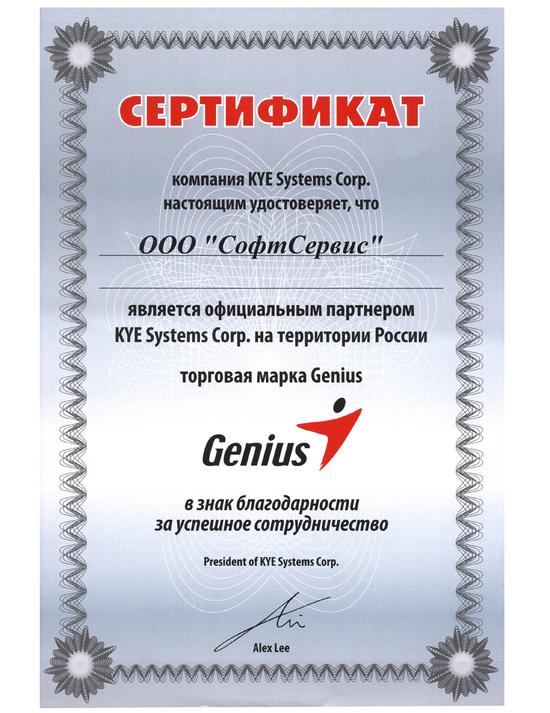 СЕРТИФИКАТ
компания KYE Systems Corp.
настоящим удостоверяет, что
ООО "СофтСервис"
является официальным партнером
KYE Systems Corp. на территории России
торговая марка Genius
Genius
в знак благодарности
за успешное сотрудничество
President of KYE Systems Corp.
Alex Lee